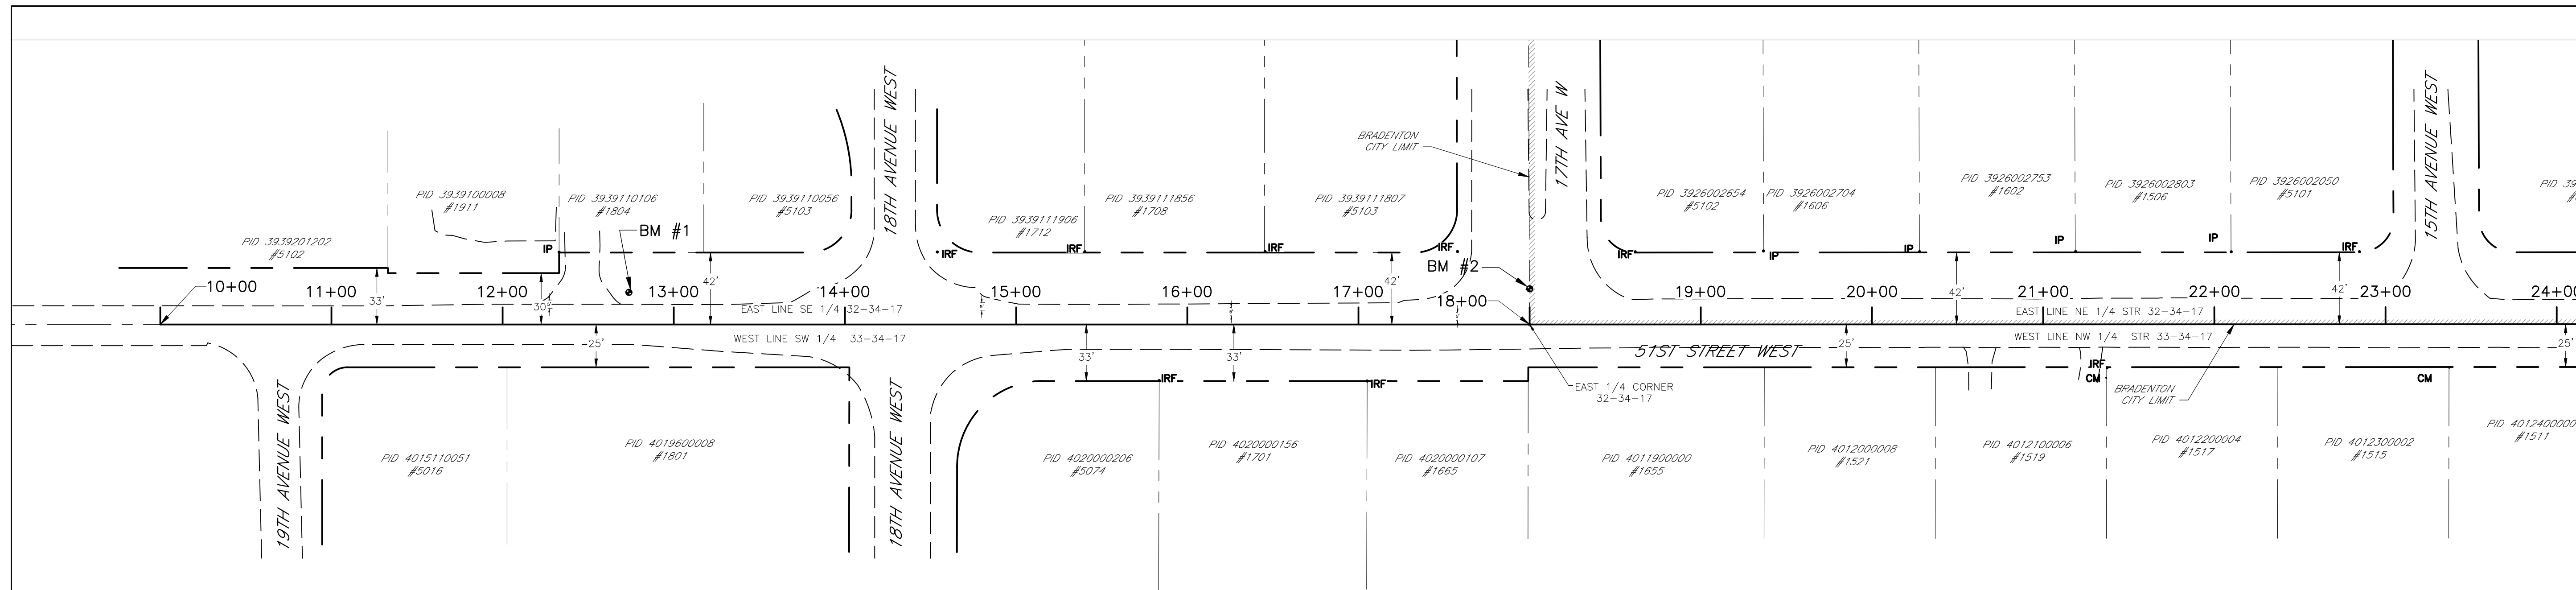 18TH AVENUE WEST
17TH AVE W
15TH AVENUE WEST
BRADENTON
CITY LIMIT
PID 3939201202
#5102
PID 3939100008
#1911
PID 3939110106
#1804
PID 3939110056
#5103
PID 3939111906
#1712
PID 3939111856
#1708
PID 3939111807
#5103
PID 3926002654
#5102
PID 3926002704
#1606
PID 3926002753
#1602
PID 3926002803
#1506
PID 3926002050
#5101
BM #1
IP
IRF
IRF
IRF
IRF
BM #2
IRF
IP
IP
IP
IP
IRF
33'
30'
42'
42'
42'
42'
10+00
11+00
12+00
13+00
14+00
15+00
16+00
17+00
18+00
19+00
20+00
21+00
22+00
23+00
24+00
EAST LINE SE 1/4 32-34-17
WEST LINE SW 1/4 33-34-17
EAST LINE NE 1/4 STR 32-34-17
WEST LINE NW 1/4 STR 33-34-17
25'
33'
33'
25'
25'
51ST STREET WEST
EAST 1/4 CORNER
32-34-17
IRF
IRF
IRF
CM
CM
BRADENTON
CITY LIMIT
19TH AVENUE WEST
18TH AVENUE WEST
PID 4015110051
#5016
PID 4019600008
#1801
PID 4020000206
#5074
PID 4020000156
#1701
PID 4020000107
#1665
PID 4011900000
#1655
PID 4012000008
#1521
PID 4012100006
#1519
PID 4012200004
#1517
PID 4012300002
#1515
PID 4012400000
#1511